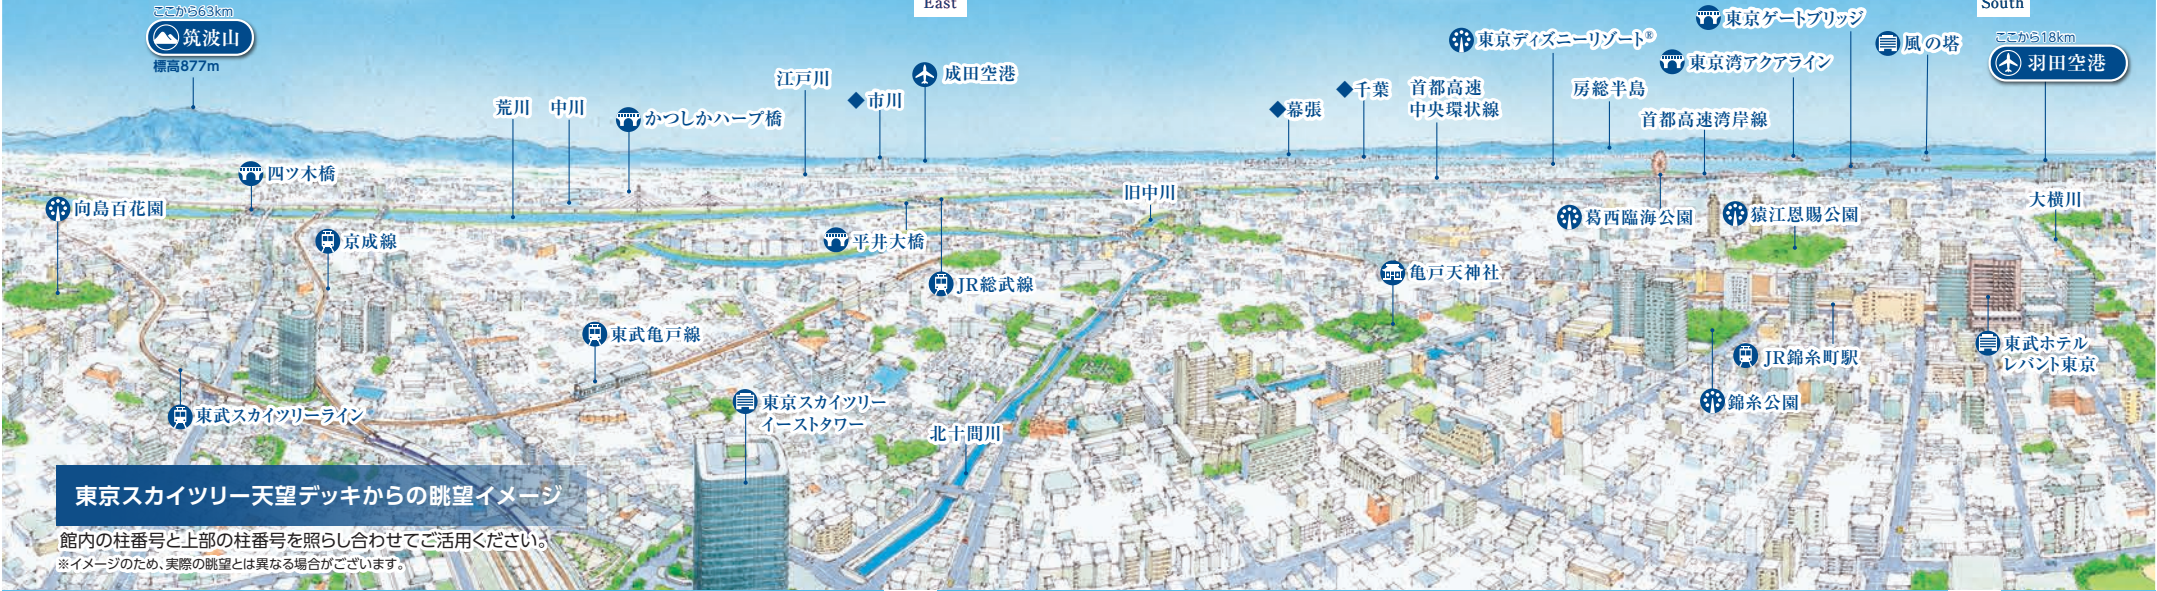 East
South
ここから63km
筑波山
標高877m
荒川
中川
かつしかハープ橋
江戸川
◆市川
成田空港
◆幕張
◆千葉
首都高速
中央環状線
東京ディズニーリゾート®
房総半島
東京ゲートブリッジ
東京湾アクアライン
首都高速湾岸線
風の塔
ここから18km
羽田空港
四ツ木橋
向島百花園
京成線
平井大橋
旧中川
JR総武線
葛西臨海公園
猿江恩賜公園
大横川
亀戸天神社
東武亀戸線
東武スカイツリーライン
東京スカイツリー
イーストタワー
北十間川
JR錦糸町駅
錦糸公園
東武ホテル
レバント東京
東京スカイツリー天望デッキからの眺望イメージ
館内の柱番号と上部の柱番号を照らし合わせてご活用ください。
※イメージのため、実際の眺望とは異なる場合がございます。